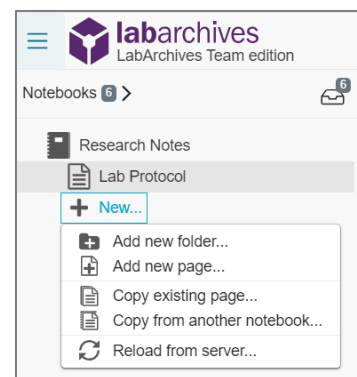 labarchives
LabArchives Team edition
Notebooks 6 >
6
Research Notes
Lab Protocol
+ New...
Add new folder...
Add new page...
Copy existing page...
Copy from another notebook...
Reload from server...